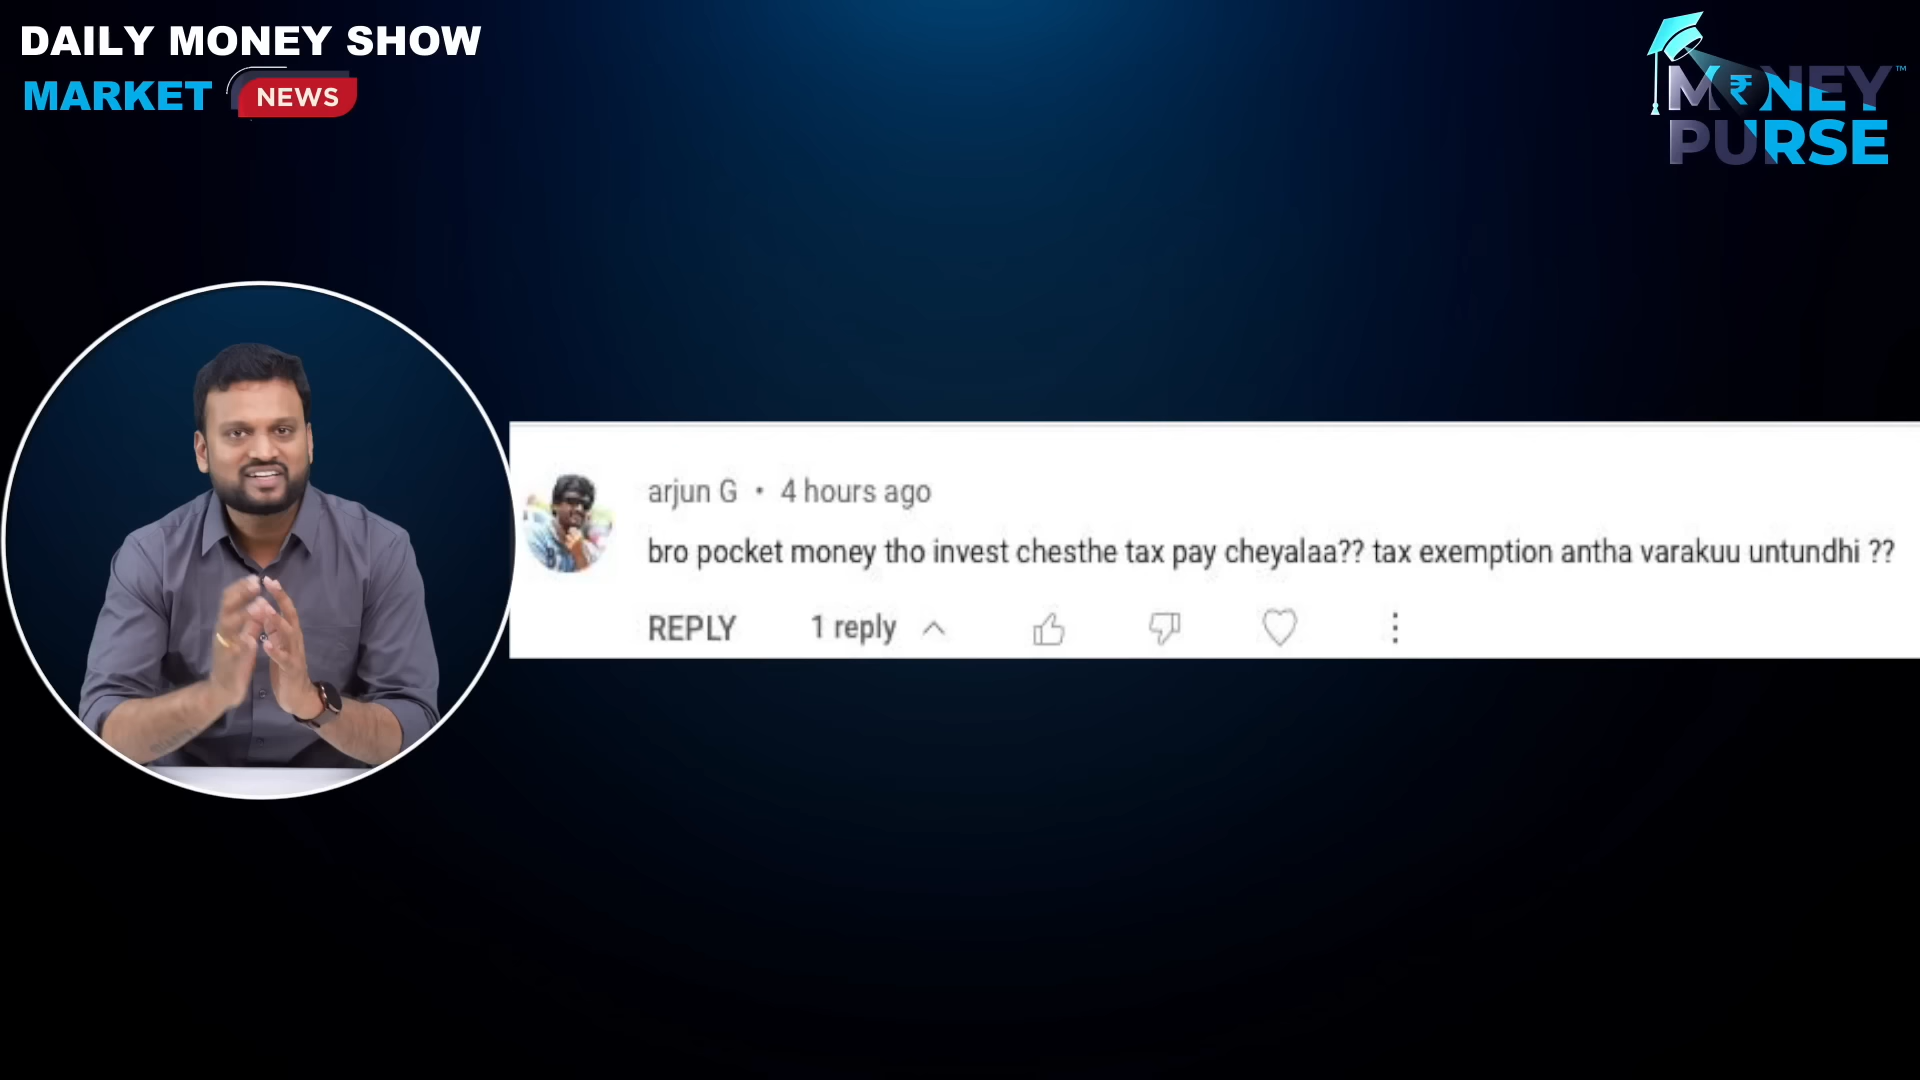 DAILY MONEY SHOW
MARKET NEWS
M₹NEY™
PURSE
arjun G • 4 hours ago
bro pocket money tho invest chesthe tax pay cheyalaa?? tax exemption antha varakuu untundhi ??
REPLY 1 reply